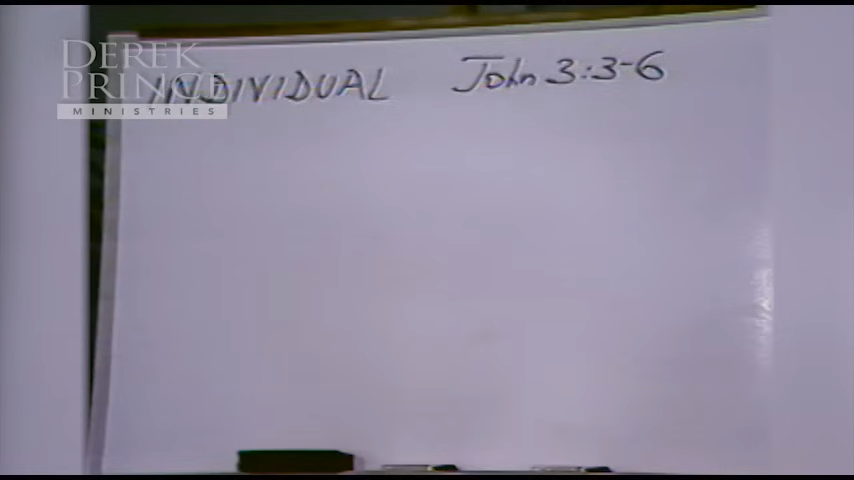 DEREK
PRINCE
MINISTRIES
INDIVIDUAL John 3:3-6